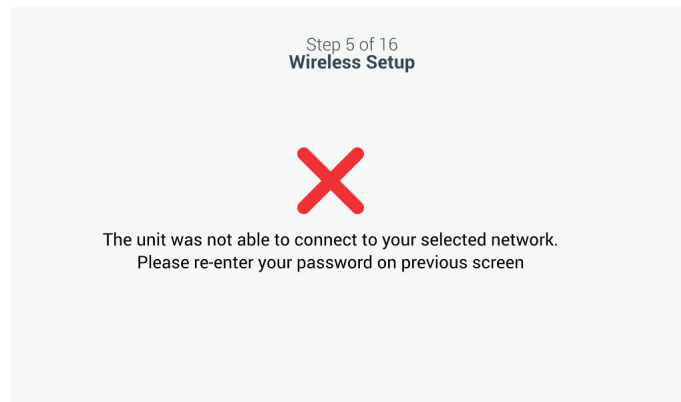 Step 5 of 16
Wireless Setup
The unit was not able to connect to your selected network.
Please re-enter your password on previous screen